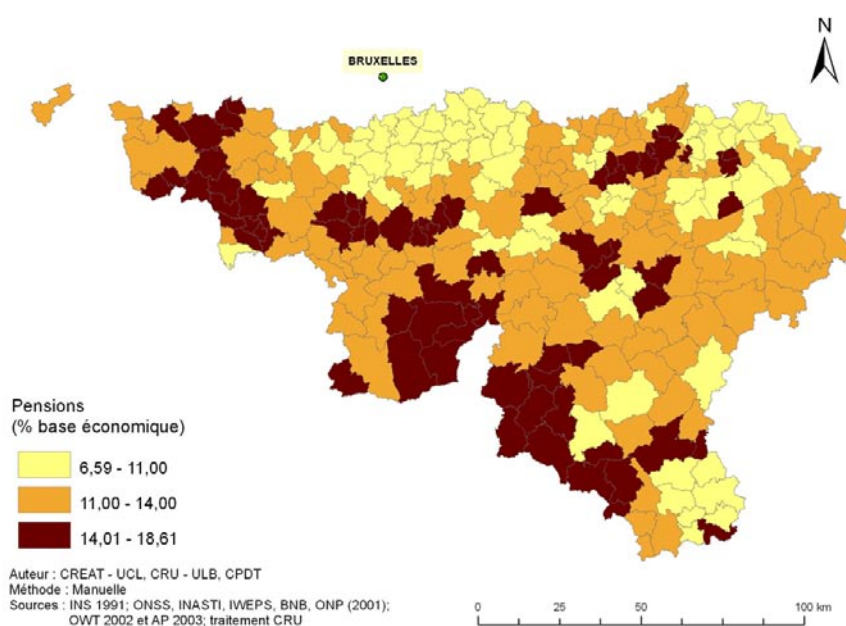 N
BRUXELLES
Pensions
(% base économique)
6,59 - 11,00
11,00 - 14,00
14,01 - 18,61
Auteur : CREAT - UCL, CRU - ULB, CPDT
Méthode : Manuelle
Sources : INS 1991; ONSS, INASTI, IWEPS, BNB, ONP (2001);
OWT 2002 et AP 2003; traitement CRU
0 25 50 100 km